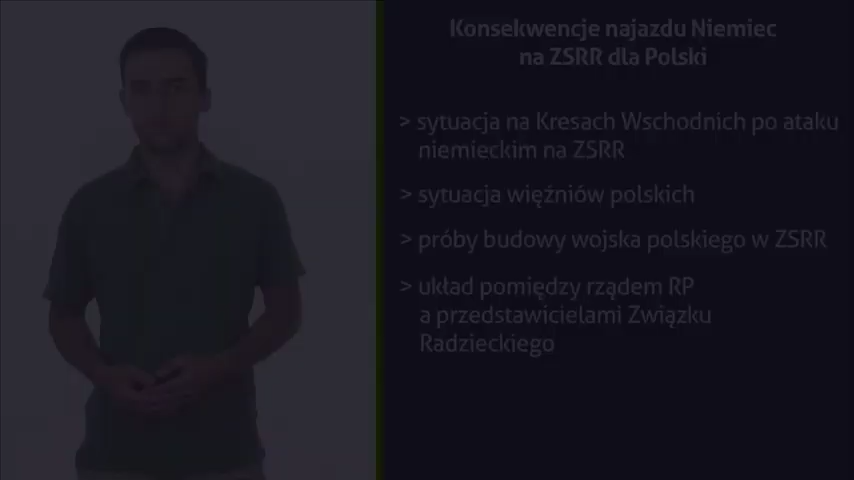 Konsekwencje najazdu Niemiec
na ZSRR dla Polski
> sytuacja na Kresach Wschodnich po ataku
niemieckim na ZSRR
> sytuacja więźniów polskich
> próby budowy wojska polskiego w ZSRR
> układ pomiędzy rządem RP
a przedstawicielami Związku
Radzieckiego